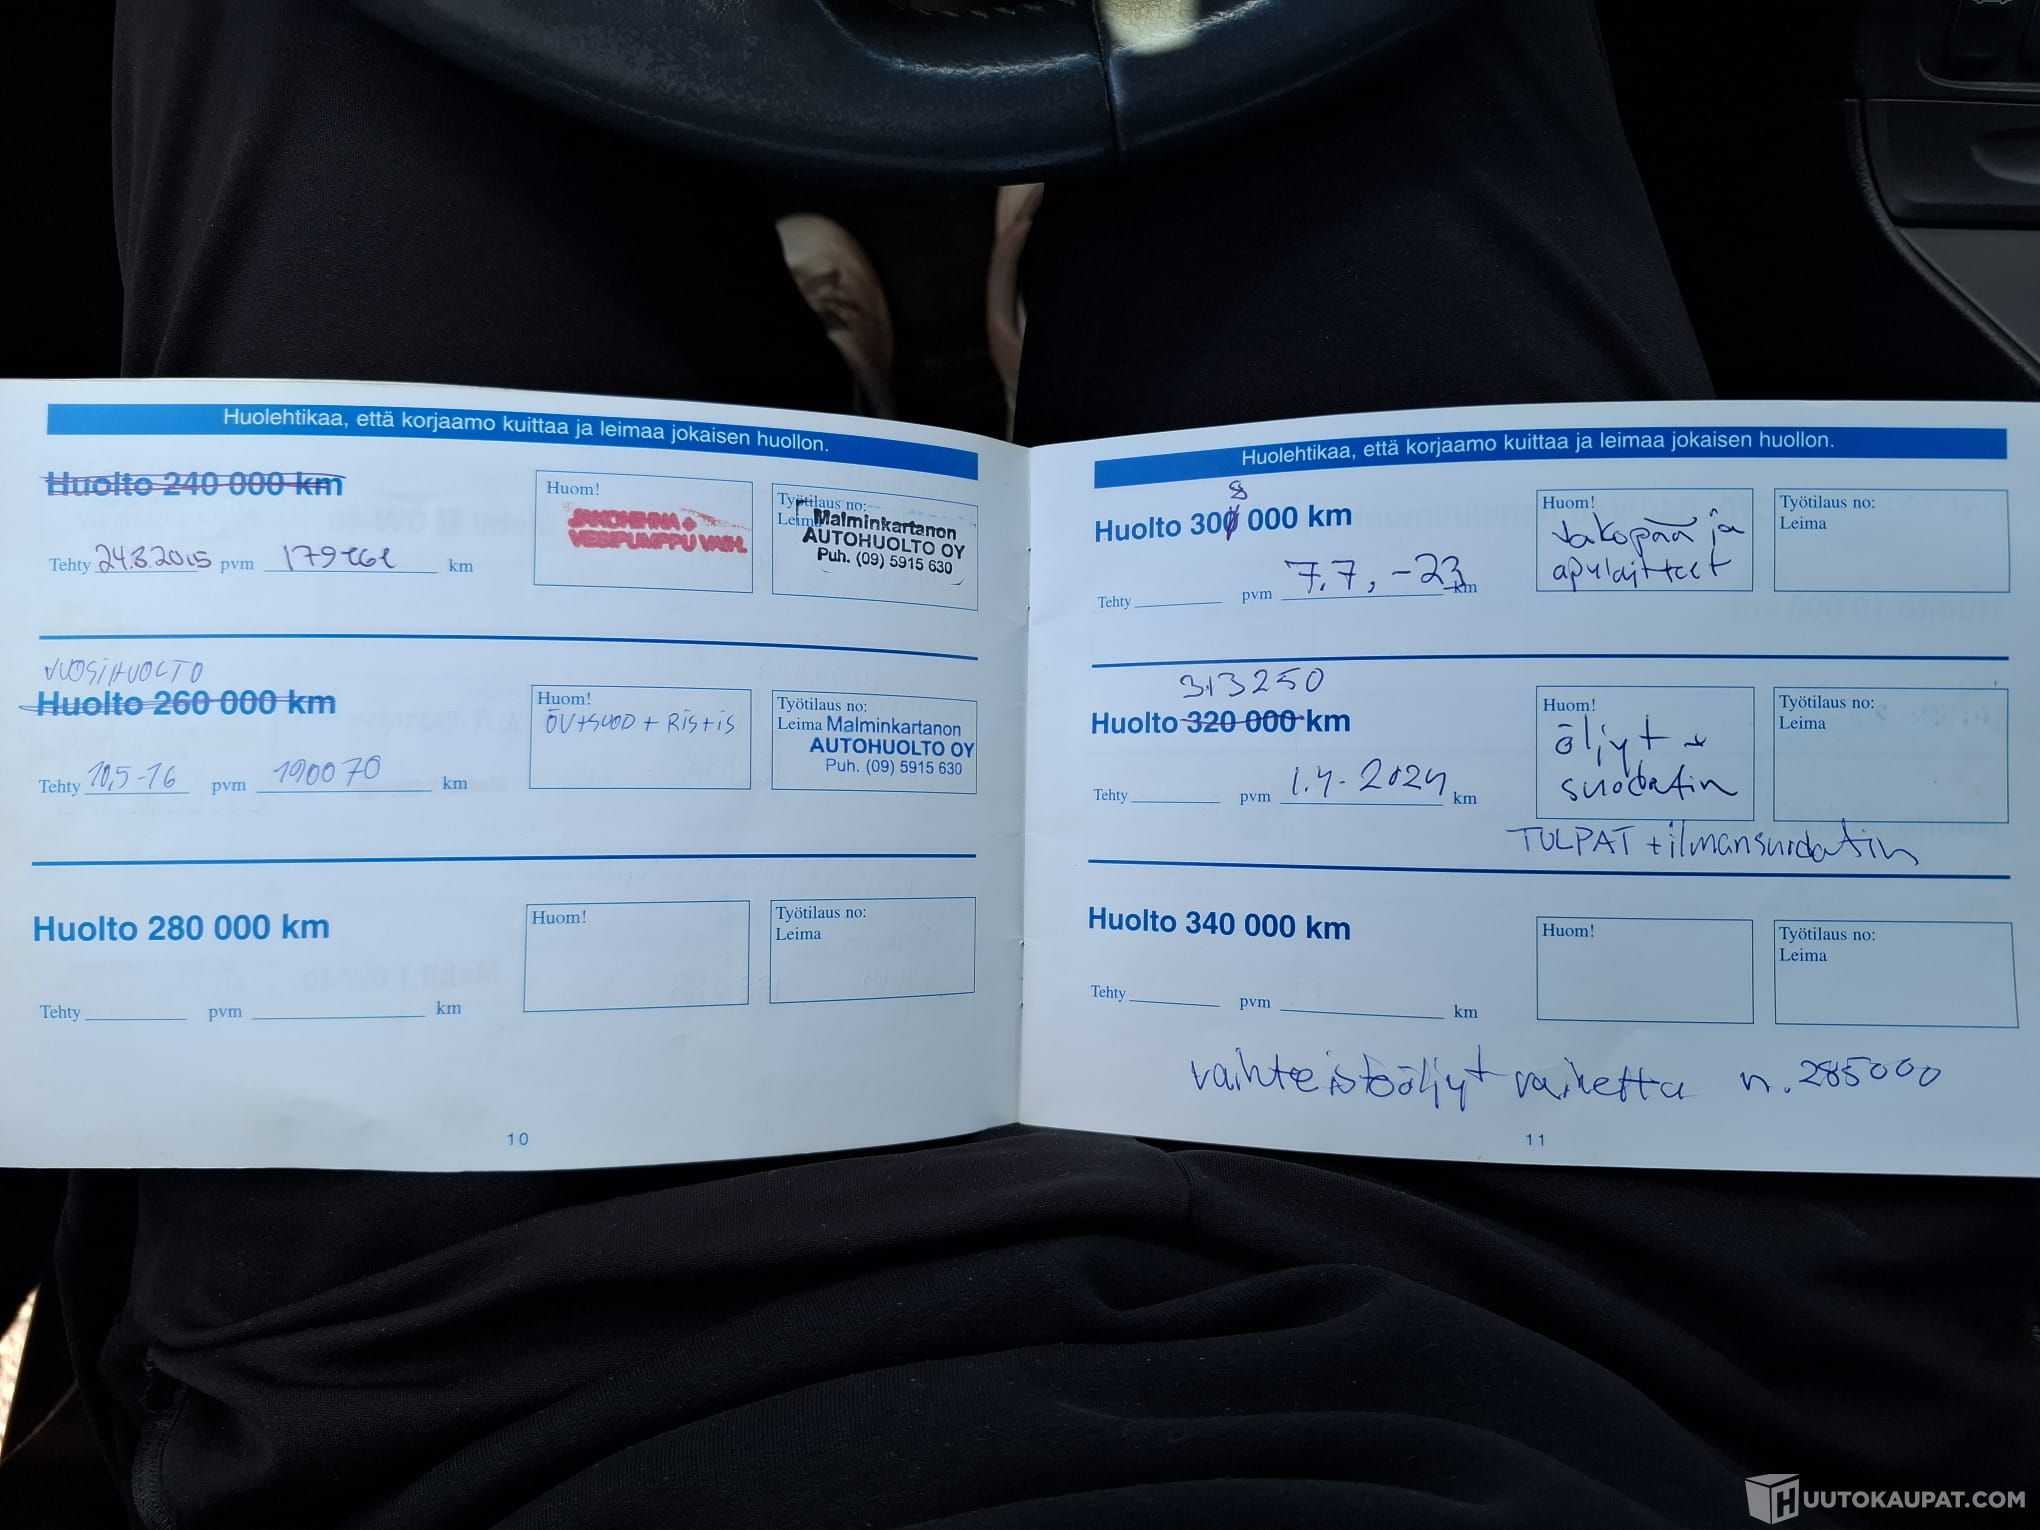 Huolehtikaa, että korjaamo kuittaa ja leimaa jokaisen huollon.
Huolto 240 000 km
Huom!
JAKOHIHNA +
VESIPUMPPU VAIH.
Työtilaus no:
Leima
Malminkartanon
AUTOHUOLTO OY
Puh. (09) 5915 630
Tehty 24.3.2015 pvm km
VUOSIHUOLTO
Huolto 260 000 km
Huom!
ÖV+SUOD + RIS+IS
Työtilaus no:
Leima Malminkartanon
AUTOHUOLTO OY
Puh. (09) 5915 630
Tehty 10,5-16 pvm 190070 km
Huolto 280 000 km
Huom!
Työtilaus no:
Leima
Tehty pvm km
10
Huolehtikaa, että korjaamo kuittaa ja leimaa jokaisen huollon.
8
Huolto 300 000 km
Huom!
Jakopää ja
apulaitteet
Työtilaus no:
Leima
Tehty pvm 7.7,-23 km
313250
Huolto 320 000 km
Huom!
öljyt +
suodatin
Työtilaus no:
Leima
Tehty pvm 1.4-2024 km
TULPAT + ilmansuodatin
Huolto 340 000 km
Huom!
Työtilaus no:
Leima
Tehty pvm km
vaihteistoöljyt vaihettu n. 285000
11
HUUTOKAUPAT.COM